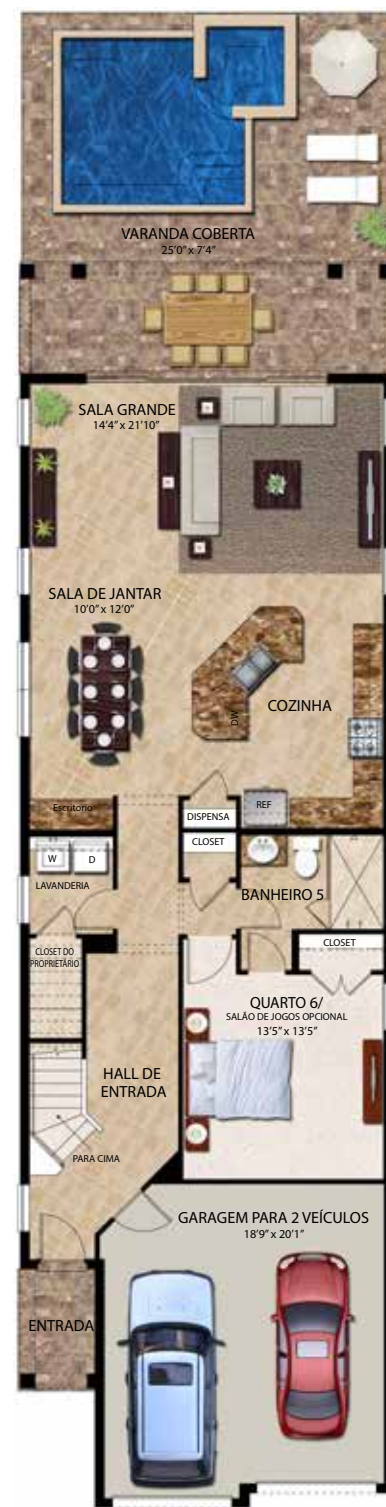 VARANDA COBERTA
25'0" x 7'4"
SALA GRANDE
14'4" x 21'10"
SALA DE JANTAR
10'0" x 12'0"
COZINHA
DW
Escritorio
DISPENSA
REF
CLOSET
W
D
LAVANDERIA
BANHEIRO 5
CLOSET DO
PROPRIETÁRIO
CLOSET
QUARTO 6/
SALÃO DE JOGOS OPCIONAL
13'5" x 13'5"
HALL DE
ENTRADA
PARA CIMA
GARAGEM PARA 2 VEÍCULOS
18'9" x 20'1"
ENTRADA